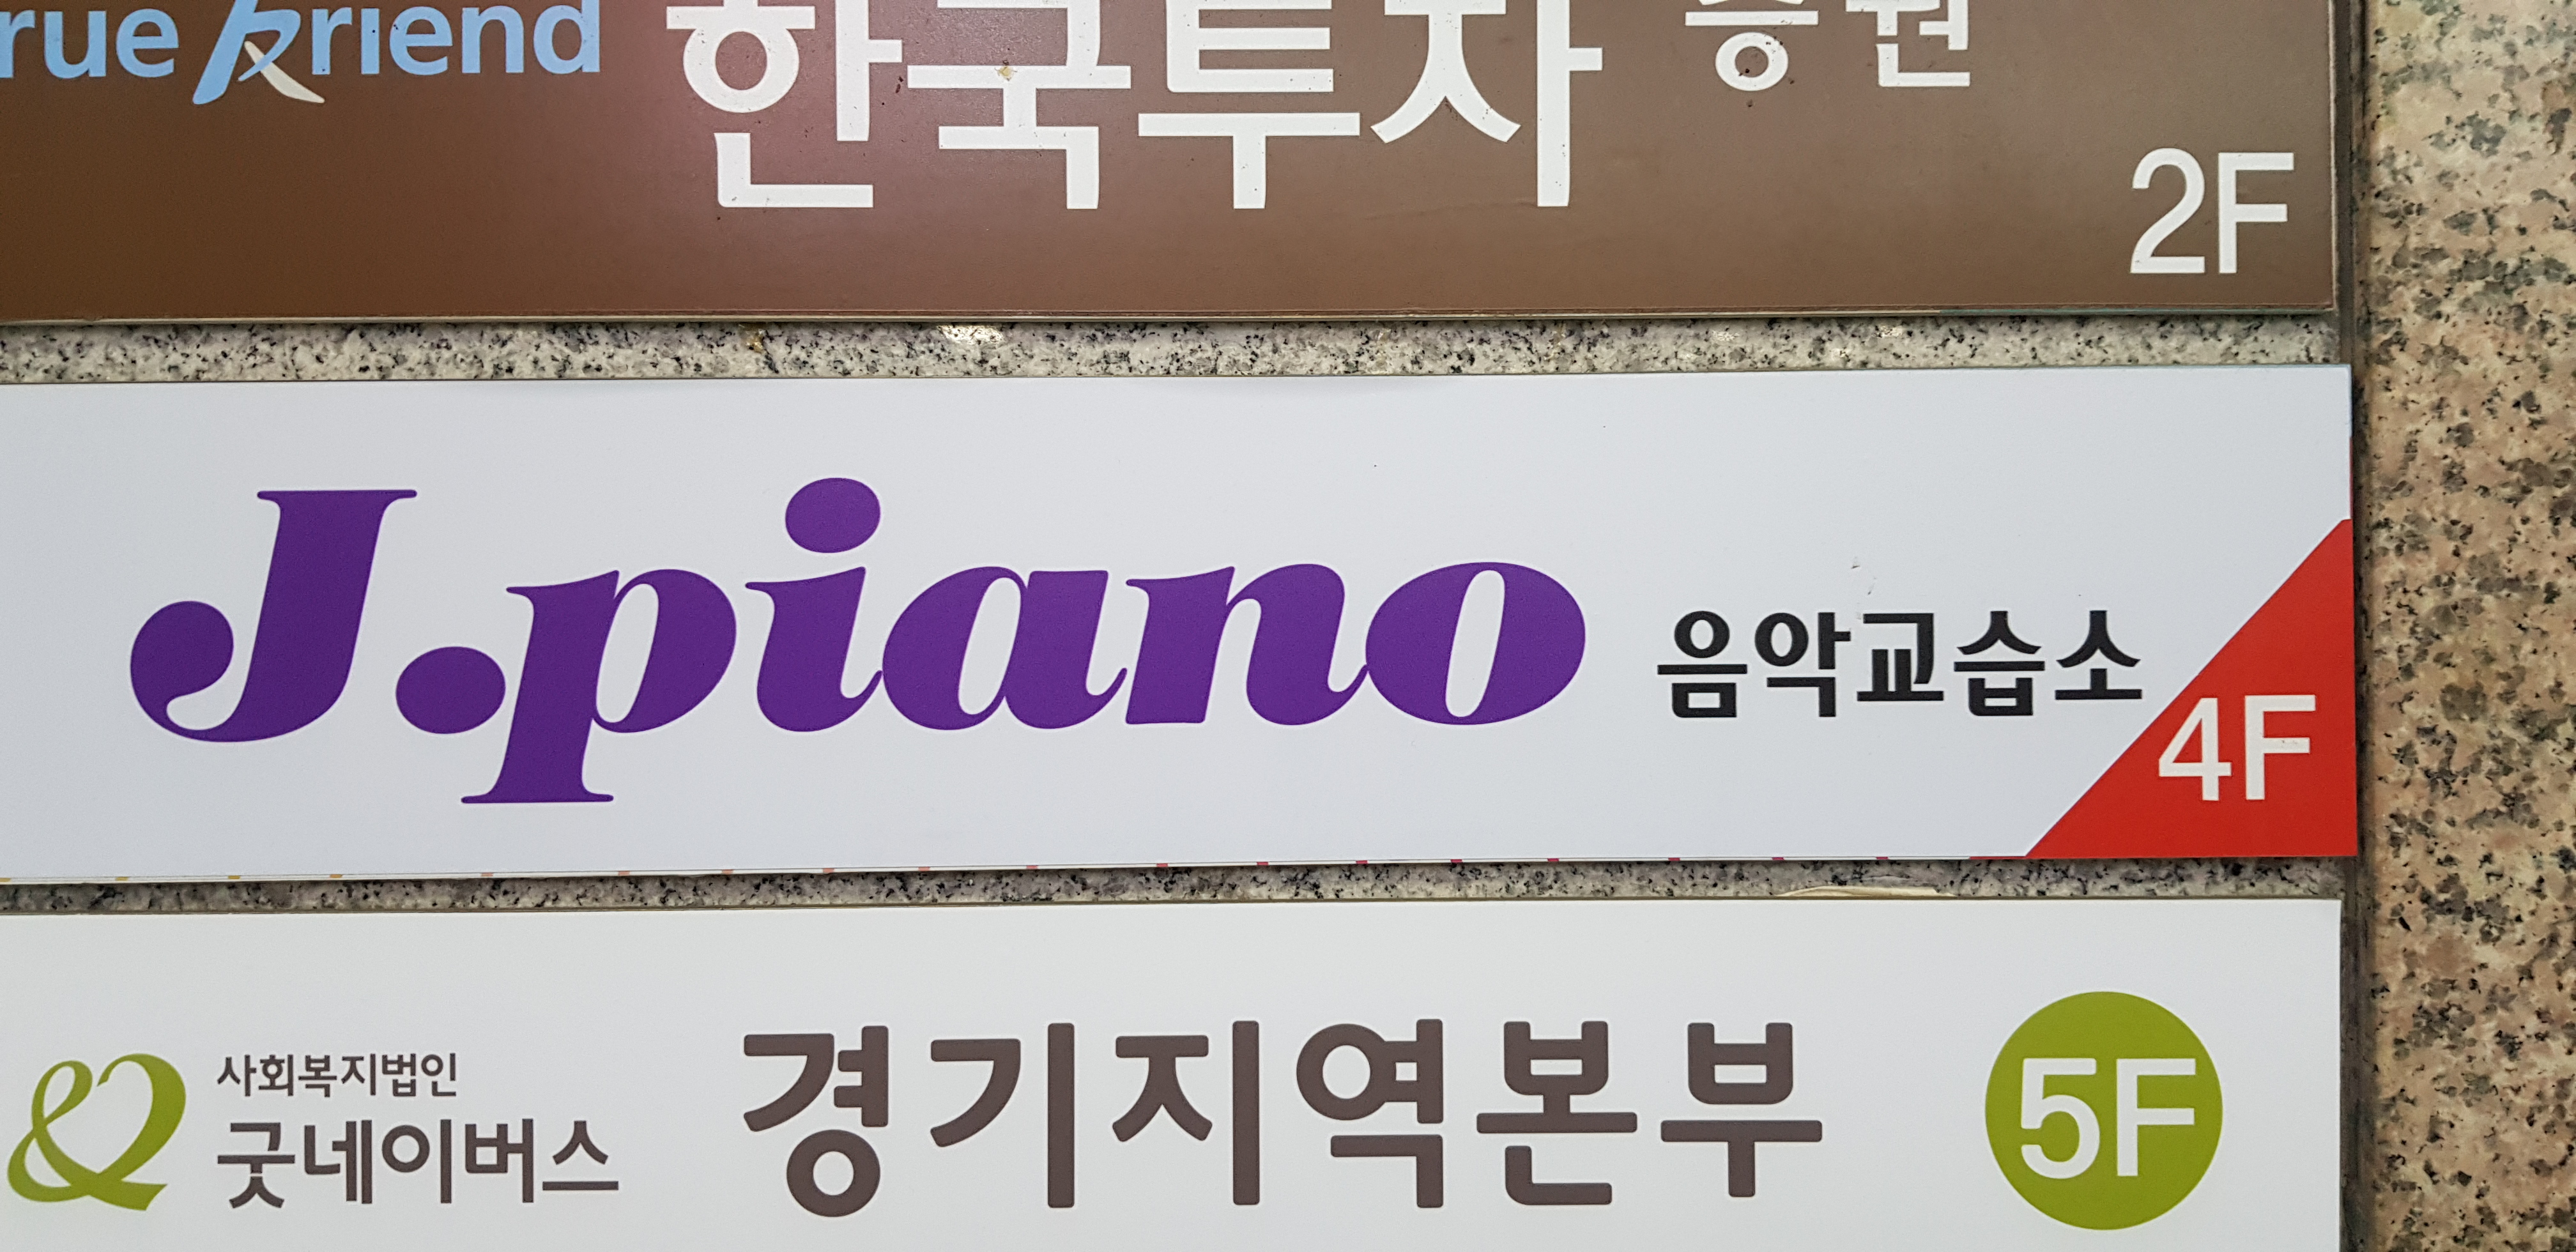 rue Friend 한국투자 증권
2F
J.piano 음악교습소
4F
사회복지법인
굿네이버스 경기지역본부 5F